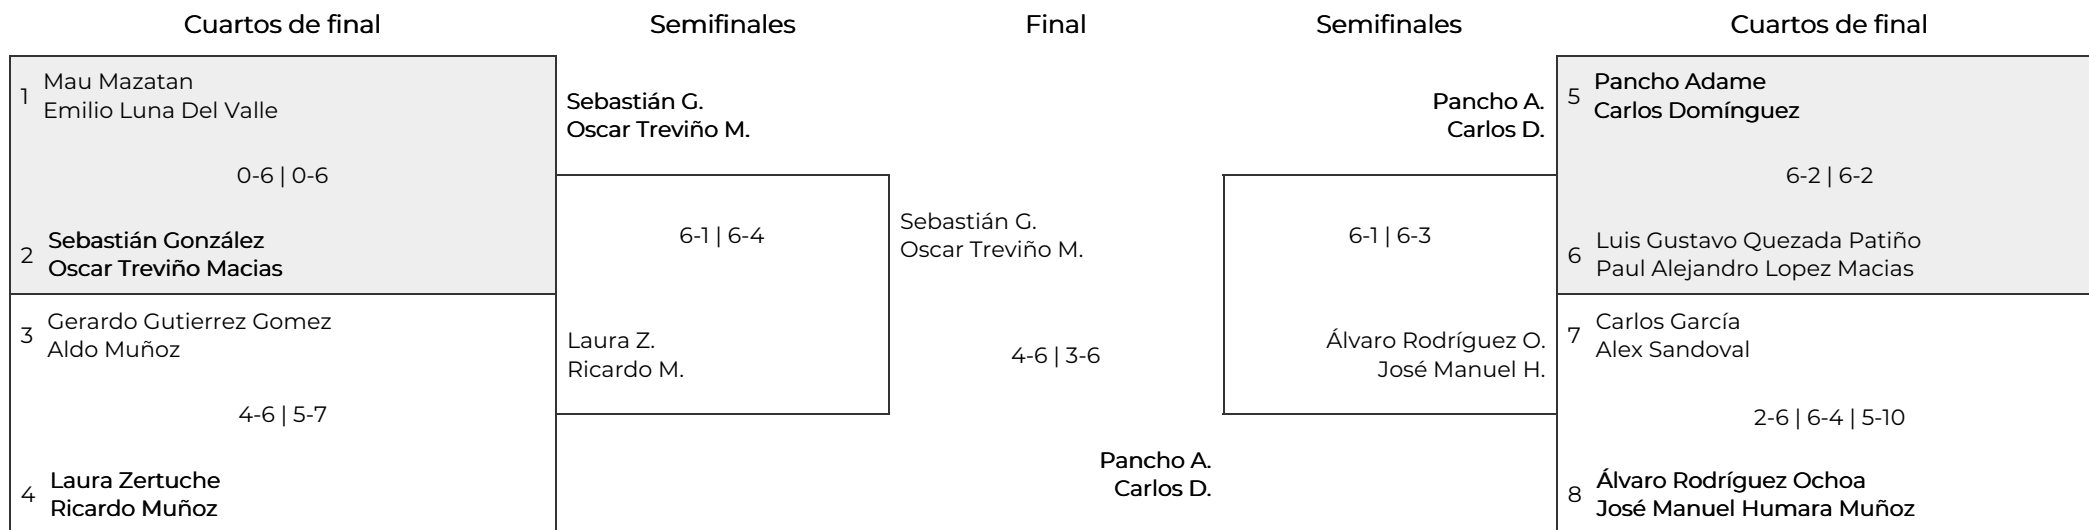 Cuartos de final
Semifinales
Final
Semifinales
Cuartos de final
1
Mau Mazatan
Emilio Luna Del Valle
0-6 | 0-6
2
Sebastián González
Oscar Treviño Macias
3
Gerardo Gutierrez Gomez
Aldo Muñoz
4-6 | 5-7
4
Laura Zertuche
Ricardo Muñoz
Sebastián G.
Oscar Treviño M.
6-1 | 6-4
Laura Z.
Ricardo M.
Sebastián G.
Oscar Treviño M.
4-6 | 3-6
Pancho A.
Carlos D.
Pancho A.
Carlos D.
6-1 | 6-3
Álvaro Rodríguez O.
José Manuel H.
5
Pancho Adame
Carlos Domínguez
6-2 | 6-2
6
Luis Gustavo Quezada Patiño
Paul Alejandro Lopez Macias
7
Carlos García
Alex Sandoval
2-6 | 6-4 | 5-10
8
Álvaro Rodríguez Ochoa
José Manuel Humara Muñoz